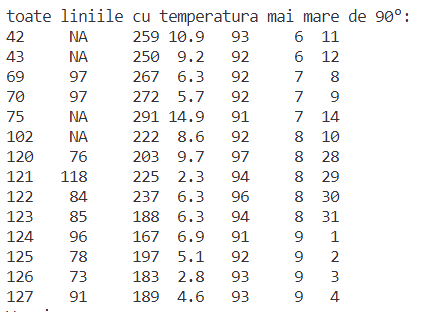 toate liniile cu temperatura mai mare de 90°:
42 NA 259 10.9 93 6 11
43 NA 250 9.2 92 6 12
69 97 267 6.3 92 7 8
70 97 272 5.7 92 7 9
75 NA 291 14.9 91 7 14
102 NA 222 8.6 92 8 10
120 76 203 9.7 97 8 28
121 118 225 2.3 94 8 29
122 84 237 6.3 96 8 30
123 85 188 6.3 94 8 31
124 96 167 6.9 91 9 1
125 78 197 5.1 92 9 2
126 73 183 2.8 93 9 3
127 91 189 4.6 93 9 4